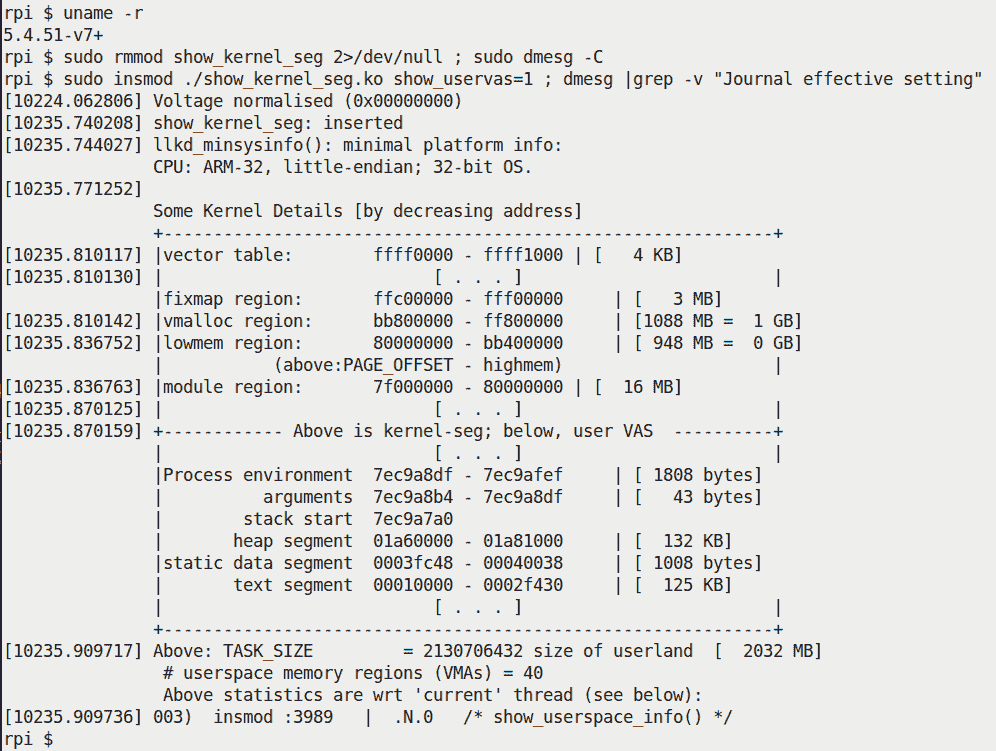 rpi $ uname -r
5.4.51-v7+
rpi $ sudo rmmod show_kernel_seg 2>/dev/null ; sudo dmesg -C
rpi $ sudo insmod ./show_kernel_seg.ko show_uservas=1 ; dmesg |grep -v "Journal effective setting"
[10224.062806] Voltage normalised (0x00000000)
[10235.740208] show_kernel_seg: inserted
[10235.744027] llkd_minsysinfo(): minimal platform info:
               CPU: ARM-32, little-endian; 32-bit OS.
[10235.771252]
               Some Kernel Details [by decreasing address]
               +-------------------------------------------------------------+
[10235.810117] |vector table:        ffff0000 - ffff1000 | [   4 KB]
[10235.810130] |                           [ . . . ]                         |
               |fixmap region:       ffc00000 - fff00000     | [   3 MB]
[10235.810142] |vmalloc region:      bb800000 - ff800000     | [1088 MB =  1 GB]
[10235.836752] |lowmem region:       80000000 - bb400000     | [ 948 MB =  0 GB]
               |           (above:PAGE_OFFSET - highmem)                     |
[10235.836763] |module region:       7f000000 - 80000000 | [  16 MB]
[10235.870125] |                           [ . . . ]                         |
[10235.870159] +------------ Above is kernel-seg; below, user VAS  ----------+
               |                           [ . . . ]                         |
               |Process environment  7ec9a8df - 7ec9afef     | [ 1808 bytes]
               |          arguments  7ec9a8b4 - 7ec9a8df     | [   43 bytes]
               |        stack start  7ec9a7a0
               |       heap segment  01a60000 - 01a81000     | [  132 KB]
               |static data segment  0003fc48 - 00040038     | [ 1008 bytes]
               |       text segment  00010000 - 0002f430     | [  125 KB]
               |                           [ . . . ]                         |
               +-------------------------------------------------------------+
[10235.909717] Above: TASK_SIZE         = 2130706432 size of userland  [  2032 MB]
                # userspace memory regions (VMAs) = 40
                Above statistics are wrt 'current' thread (see below):
[10235.909736] 003)  insmod :3989   |  .N.0   /* show_userspace_info() */
rpi $